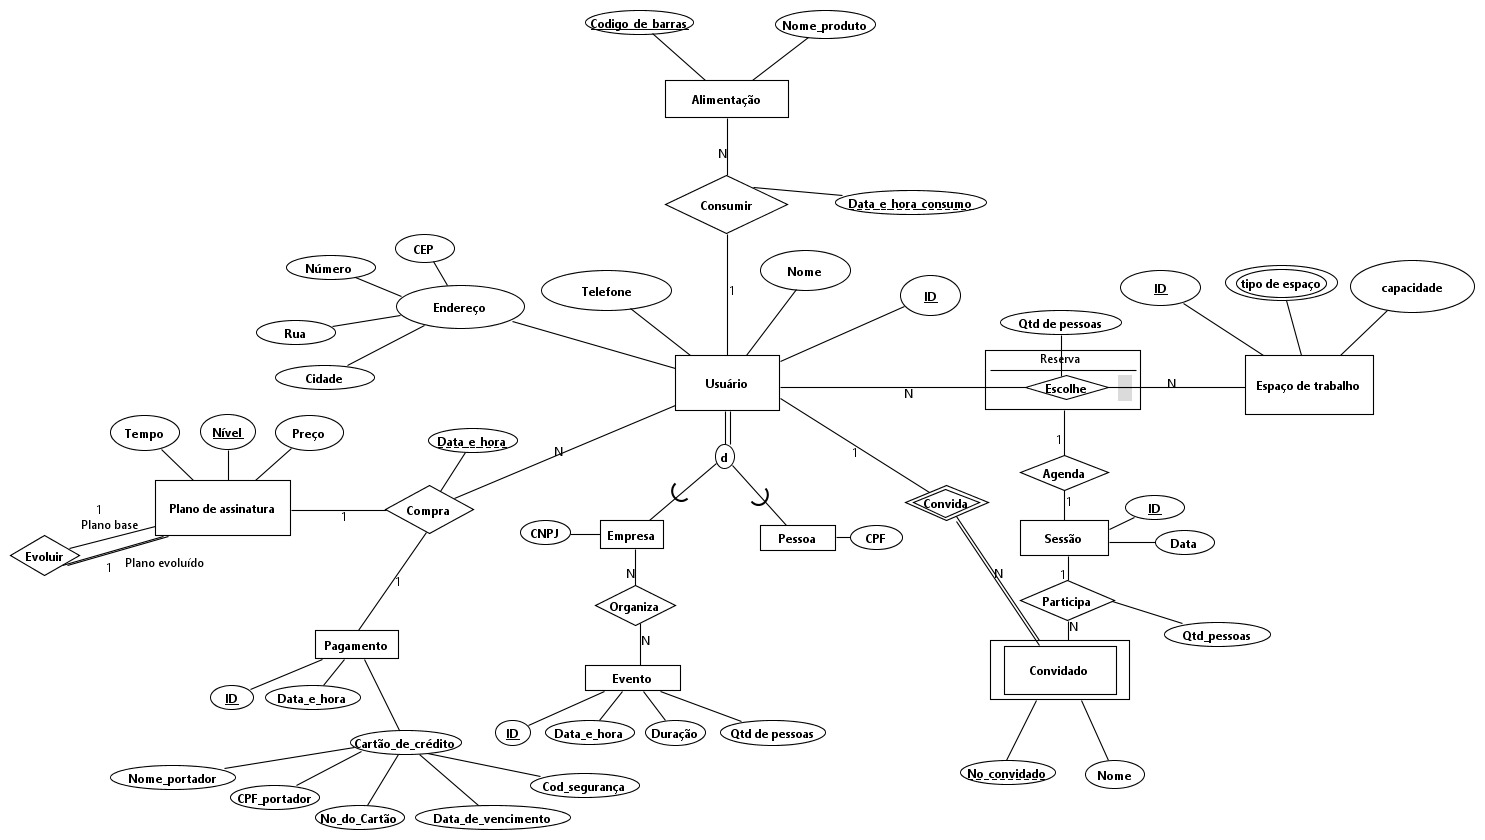 Codigo_de_barras
Nome_produto
Alimentação
N
Consumir
Data_e_hora_consumo
CEP
Número
Endereço
Rua
Cidade
Telefone
Nome
ID
1
ID
tipo de espaço
capacidade
Qtd de pessoas
Reserva
Escolhe
Usuário
N
N
Espaço de trabalho
Tempo
Nível
Preço
Data_e_hora
N
d
1
1
Agenda
Plano de assinatura
1
Compra
1
Plano base
Evoluir
1
Plano evoluído
Convida
1
ID
Sessão
Data
CNPJ
Empresa
Pessoa
CPF
1
N
N
1
Organiza
Participa
N
N
Qtd_pessoas
Pagamento
Evento
Convidado
ID
Data_e_hora
ID
Data_e_hora
Duração
Qtd de pessoas
Cartão_de_crédito
No_convidado
Nome
Nome_portador
CPF_portador
No_do_Cartão
Data_de_vencimento
Cod_segurança